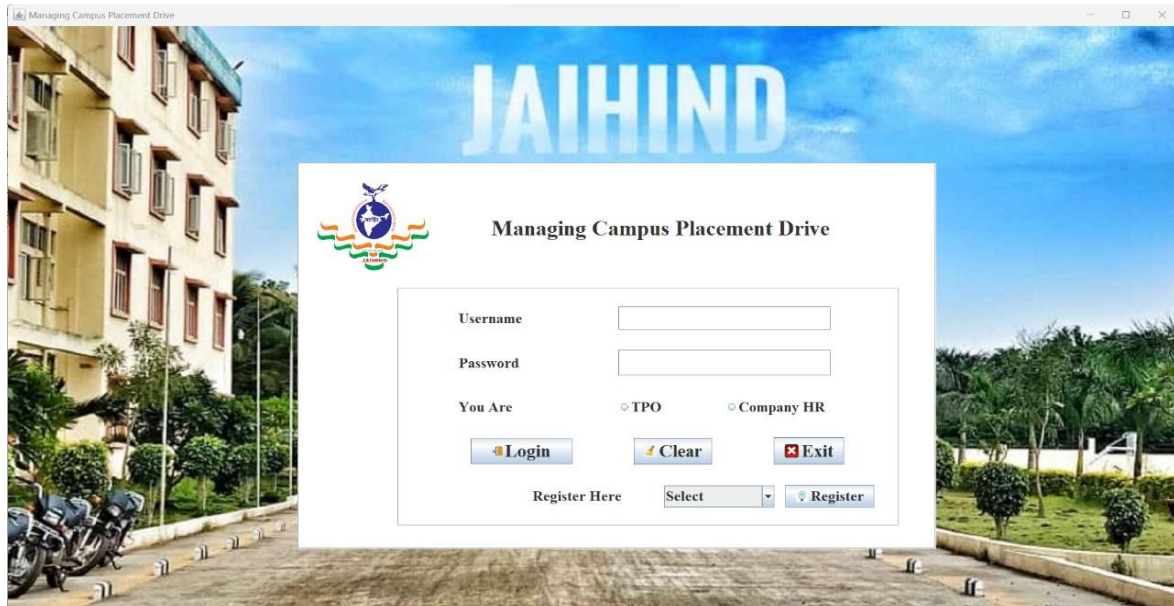 Managing Campus Placement Drive
JAIHIND
JAIHIND
Managing Campus Placement Drive
Username
Password
You Are TPO Company HR
Login Clear Exit
Register Here Select Register